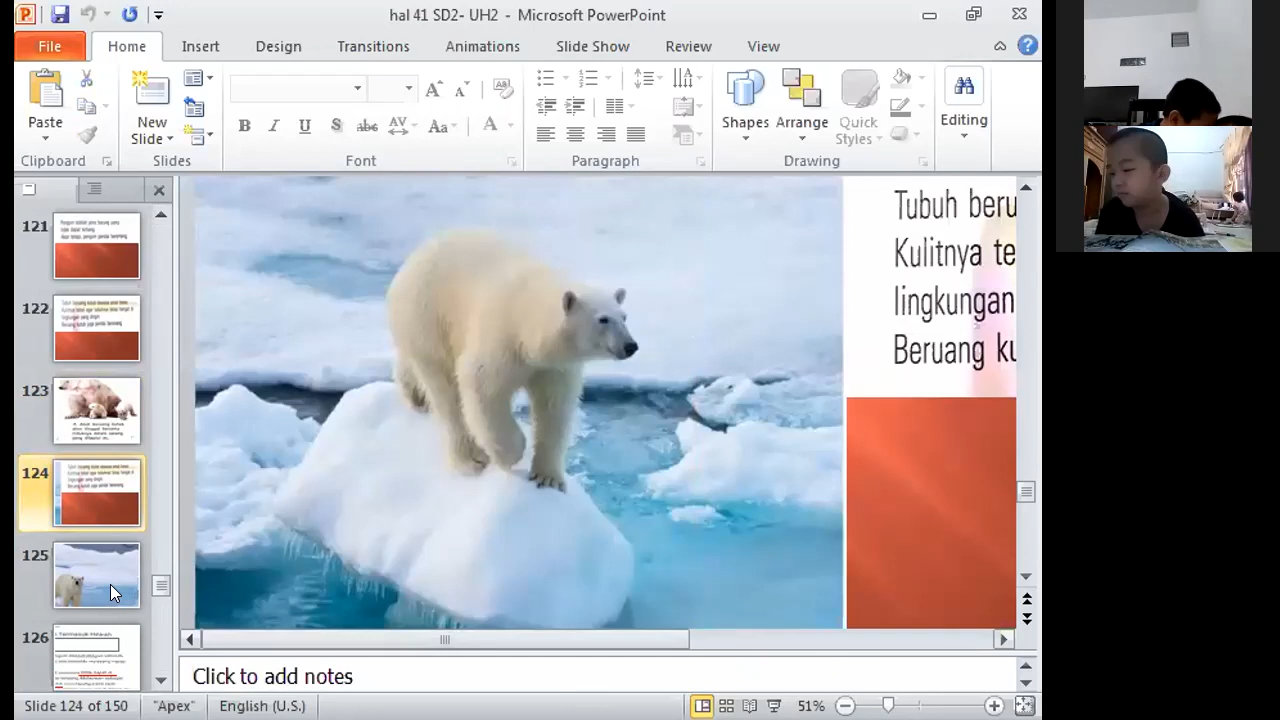 hal 41 SD2- UH2 - Microsoft PowerPoint
File Home Insert Design Transitions Animations Slide Show Review View
Paste
New Slide
Shapes Arrange Quick Styles
Editing
Clipboard Slides Font Paragraph Drawing
121
122
123
124
125
126
Tubuh beru
Kulitnya te
lingkungan
Beruang ku
Click to add notes
Slide 124 of 150 "Apex" English (U.S.) 51%